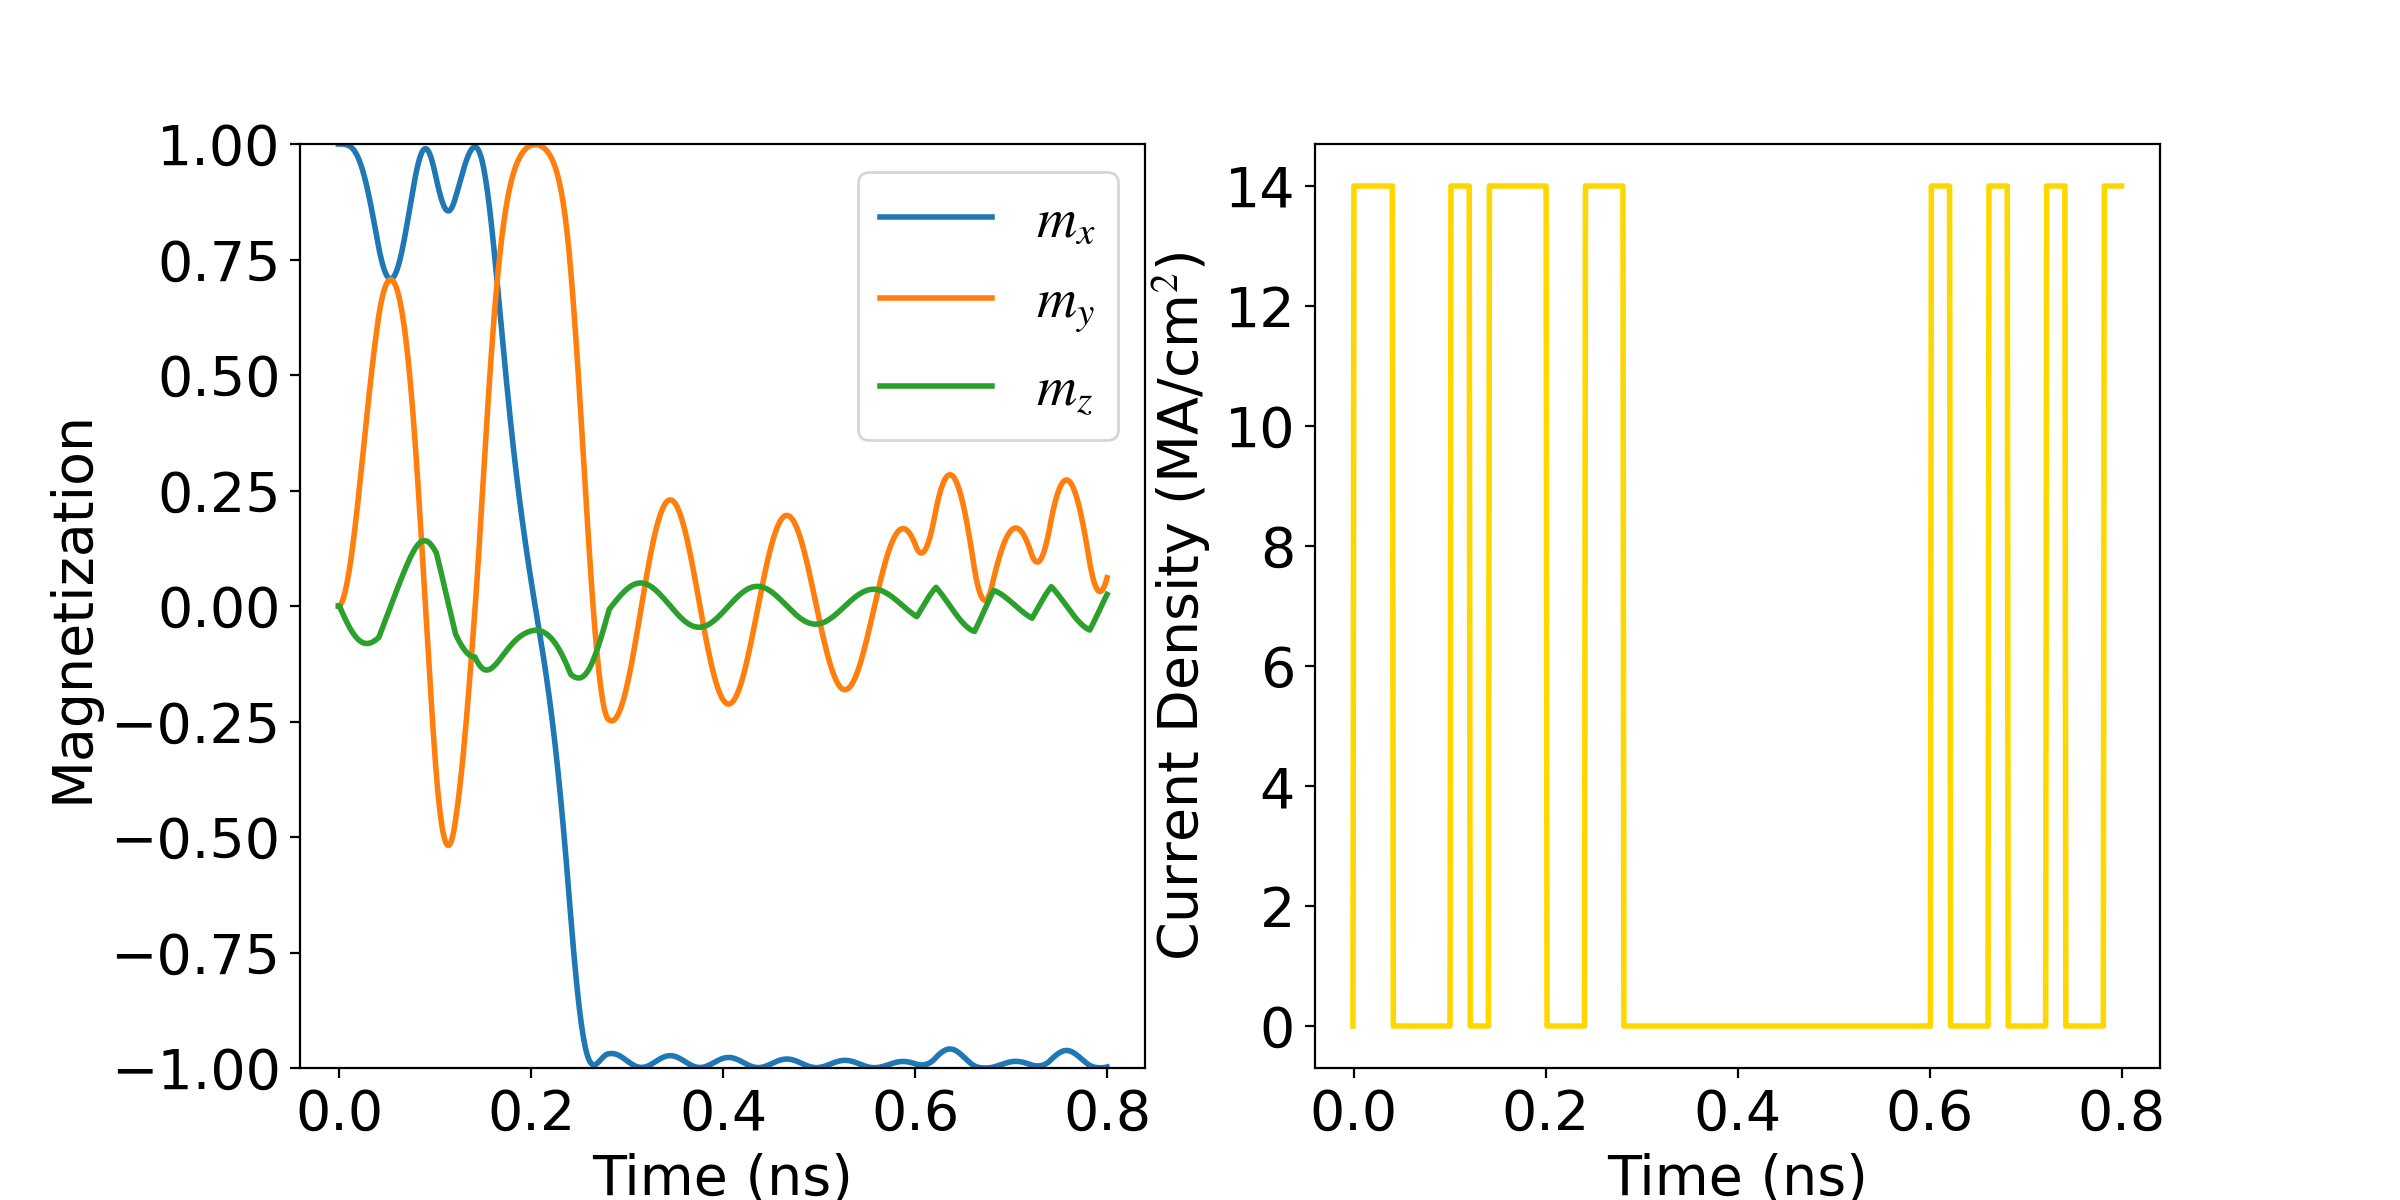 1.00
0.75
0.50
0.25
0.00
−0.25
−0.50
−0.75
−1.00
Magnetization
0.0 0.2 0.4 0.6 0.8
Time (ns)
m_x
m_y
m_z
14
12
10
8
6
4
2
0
Current Density (MA/cm²)
0.0 0.2 0.4 0.6 0.8
Time (ns)